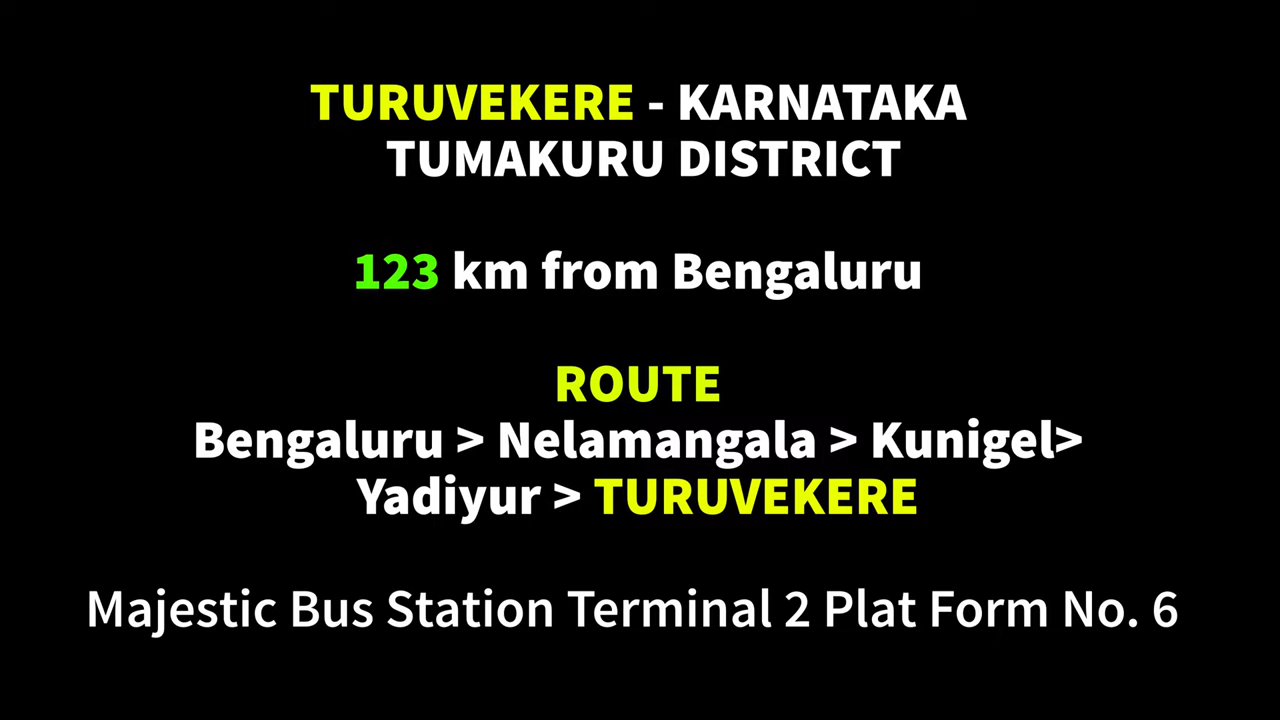 TURUVEKERE - KARNATAKA
TUMAKURU DISTRICT
123 km from Bengaluru
ROUTE
Bengaluru > Nelamangala > Kunigel>
Yadiyur > TURUVEKERE
Majestic Bus Station Terminal 2 Plat Form No. 6